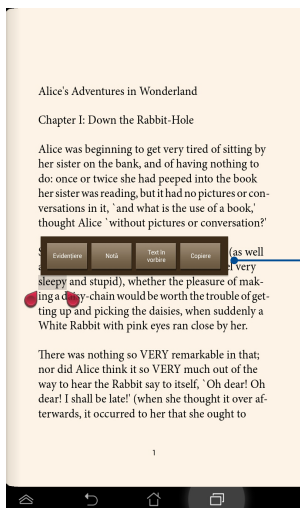 Alice's Adventures in Wonderland
Chapter I: Down the Rabbit-Hole
Alice was beginning to get very tired of sitting by
her sister on the bank, and of having nothing to
do: once or twice she had peeped into the book
her sister was reading, but it had no pictures or con-
versations in it, `and what is the use of a book,'
thought Alice `without pictures or conversation?'
(as well
Evidențiere Notă Text în vorbire Copiere
very
sleepy and stupid), whether the pleasure of mak-
ing a daisy-chain would be worth the trouble of get-
ting up and picking the daisies, when suddenly a
White Rabbit with pink eyes ran close by her.
There was nothing so VERY remarkable in that;
nor did Alice think it so VERY much out of the
way to hear the Rabbit say to itself, `Oh dear! Oh
dear! I shall be late!' (when she thought it over af-
terwards, it occurred to her that she ought to
1